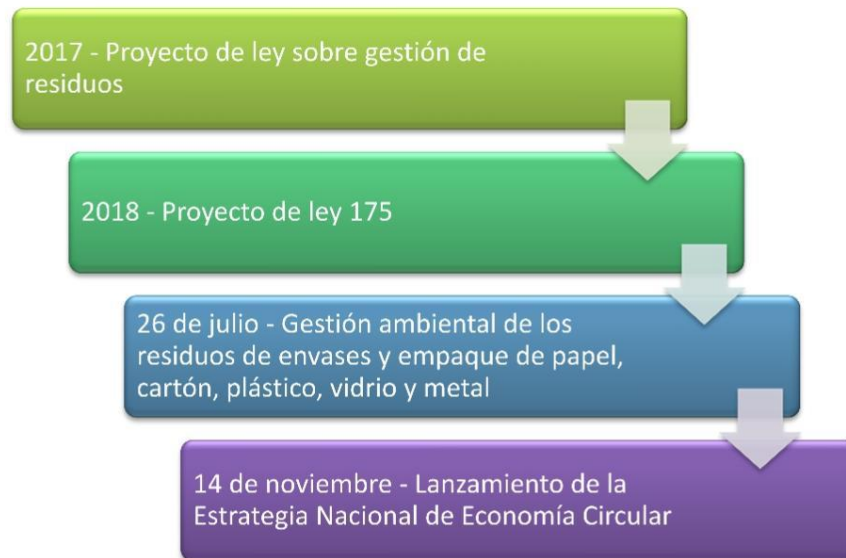 2017 - Proyecto de ley sobre gestión de
residuos
2018 - Proyecto de ley 175
26 de julio - Gestión ambiental de los
residuos de envases y empaque de papel,
cartón, plástico, vidrio y metal
14 de noviembre - Lanzamiento de la
Estrategia Nacional de Economía Circular